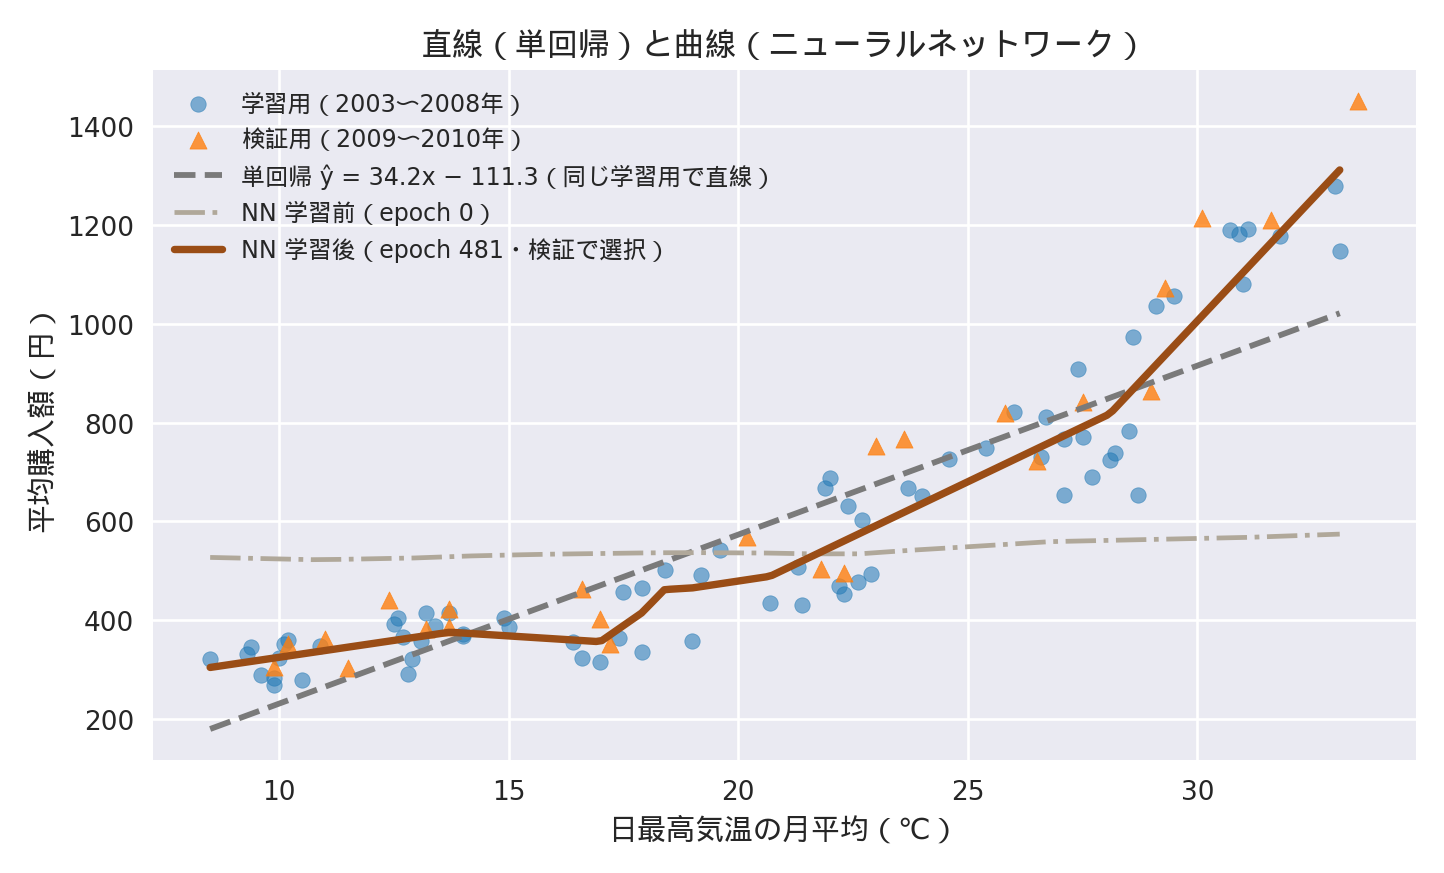 直線（単回帰）と曲線（ニューラルネットワーク）
学習用（2003〜2008年）
検証用（2009〜2010年）
単回帰 ŷ = 34.2x − 111.3（同じ学習用で直線）
NN 学習前（epoch 0）
NN 学習後（epoch 481・検証で選択）
平均購入額（円）
1400
1200
1000
800
600
400
200
10 15 20 25 30
日最高気温の月平均（℃）